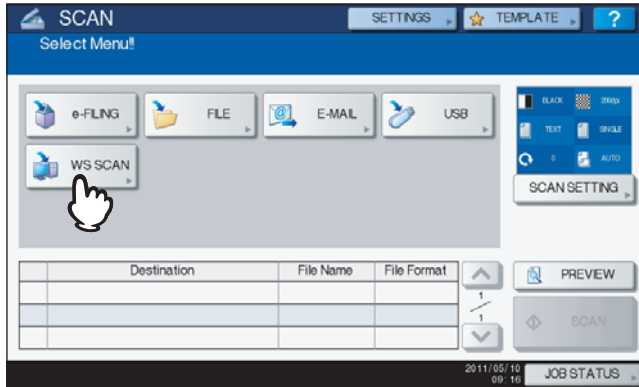 SCAN
SETTINGS
TEMPLATE
?
Select Menu!!
e-FILING
FILE
E-MAIL
USB
WS SCAN
BLACK
200dpi
TEXT
SINGLE
0
AUTO
SCAN SETTING
Destination File Name File Format
1
1
PREVIEW
SCAN
2011/05/10
09:16
JOB STATUS